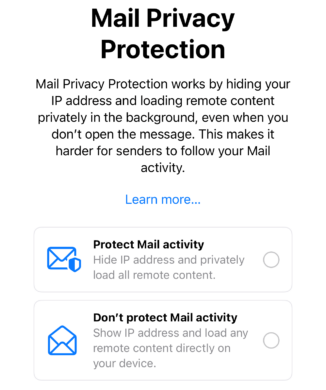 Mail Privacy
Protection
Mail Privacy Protection works by hiding your
IP address and loading remote content
privately in the background, even when you
don’t open the message. This makes it
harder for senders to follow your Mail
activity.
Learn more...
Protect Mail activity
Hide IP address and privately
load all remote content.
Don’t protect Mail activity
Show IP address and load any
remote content directly on
your device.